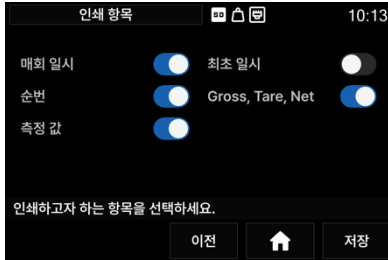 인쇄 항목 SD 10:13
매회 일시 최초 일시
순번 Gross, Tare, Net
측정 값
인쇄하고자 하는 항목을 선택하세요.
이전 저장